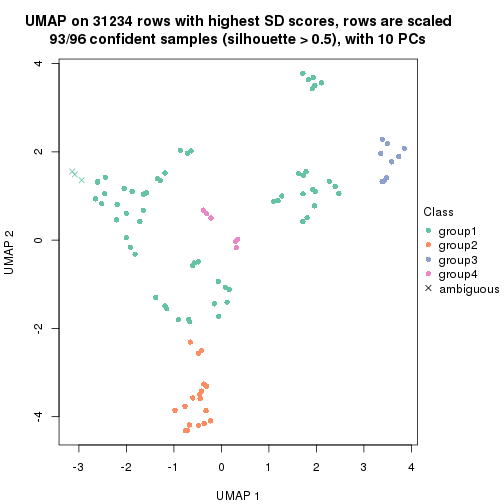 UMAP on 31234 rows with highest SD scores, rows are scaled
93/96 confident samples (silhouette > 0.5), with 10 PCs
4
2
0
-2
-4
UMAP 2
-3
-2
-1
0
1
2
3
4
UMAP 1
Class
group1
group2
group3
group4
ambiguous